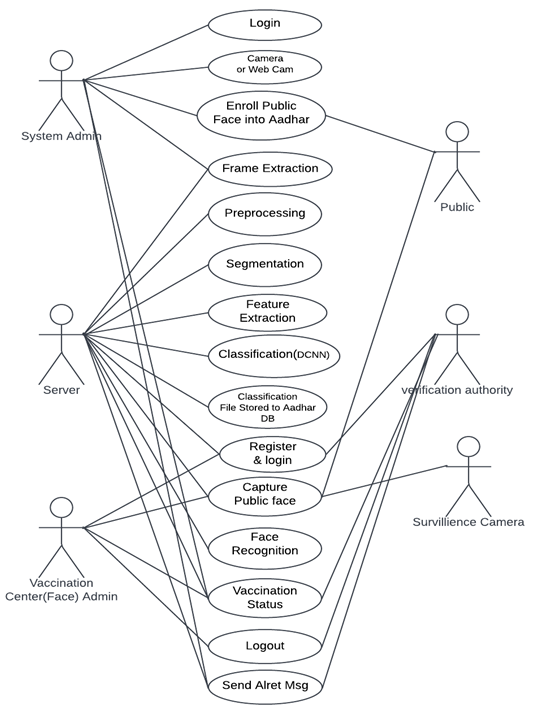 Login
Camera
or Web Cam
Enroll Public
Face into Aadhar
System Admin
Frame Extraction
Public
Preprocessing
Segmentation
Feature
Extraction
Classification(DCNN)
Server
verification authority
Classification
File Stored to Aadhar
DB
Register
& login
Capture
Public face
Survillience Camera
Face
Recognition
Vaccination
Center(Face) Admin
Vaccination
Status
Logout
Send Alret Msg